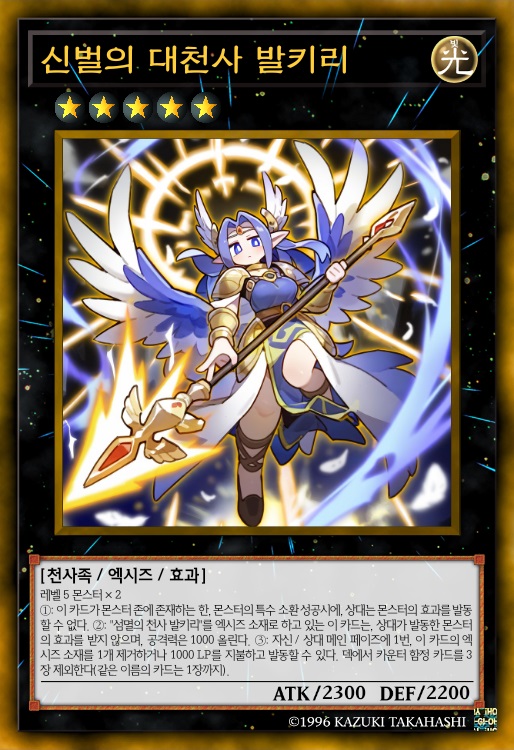 신벌의 대천사 발키리
빛
光
[천사족 / 엑시즈 / 효과]
레벨 5 몬스터 × 2
①: 이 카드가 몬스터 존에 존재하는 한, 몬스터의 특수 소환 성공시에, 상대는 몬스터의 효과를 발동
할 수 없다. ②: "섬멸의 천사 발키리"를 엑시즈 소재로 하고 있는 이 카드는, 상대가 발동한 몬스터
의 효과를 받지 않으며, 공격력은 1000 올린다. ③: 자신 / 상대 메인 페이즈에 1번, 이 카드의 엑
시즈 소재를 1개 제거하거나 1000 LP를 지불하고 발동할 수 있다. 덱에서 카운터 함정 카드를 3
장 제외한다(같은 이름의 카드는 1장까지).
ATK/2300 DEF/2200
©1996 KAZUKI TAKAHASHI